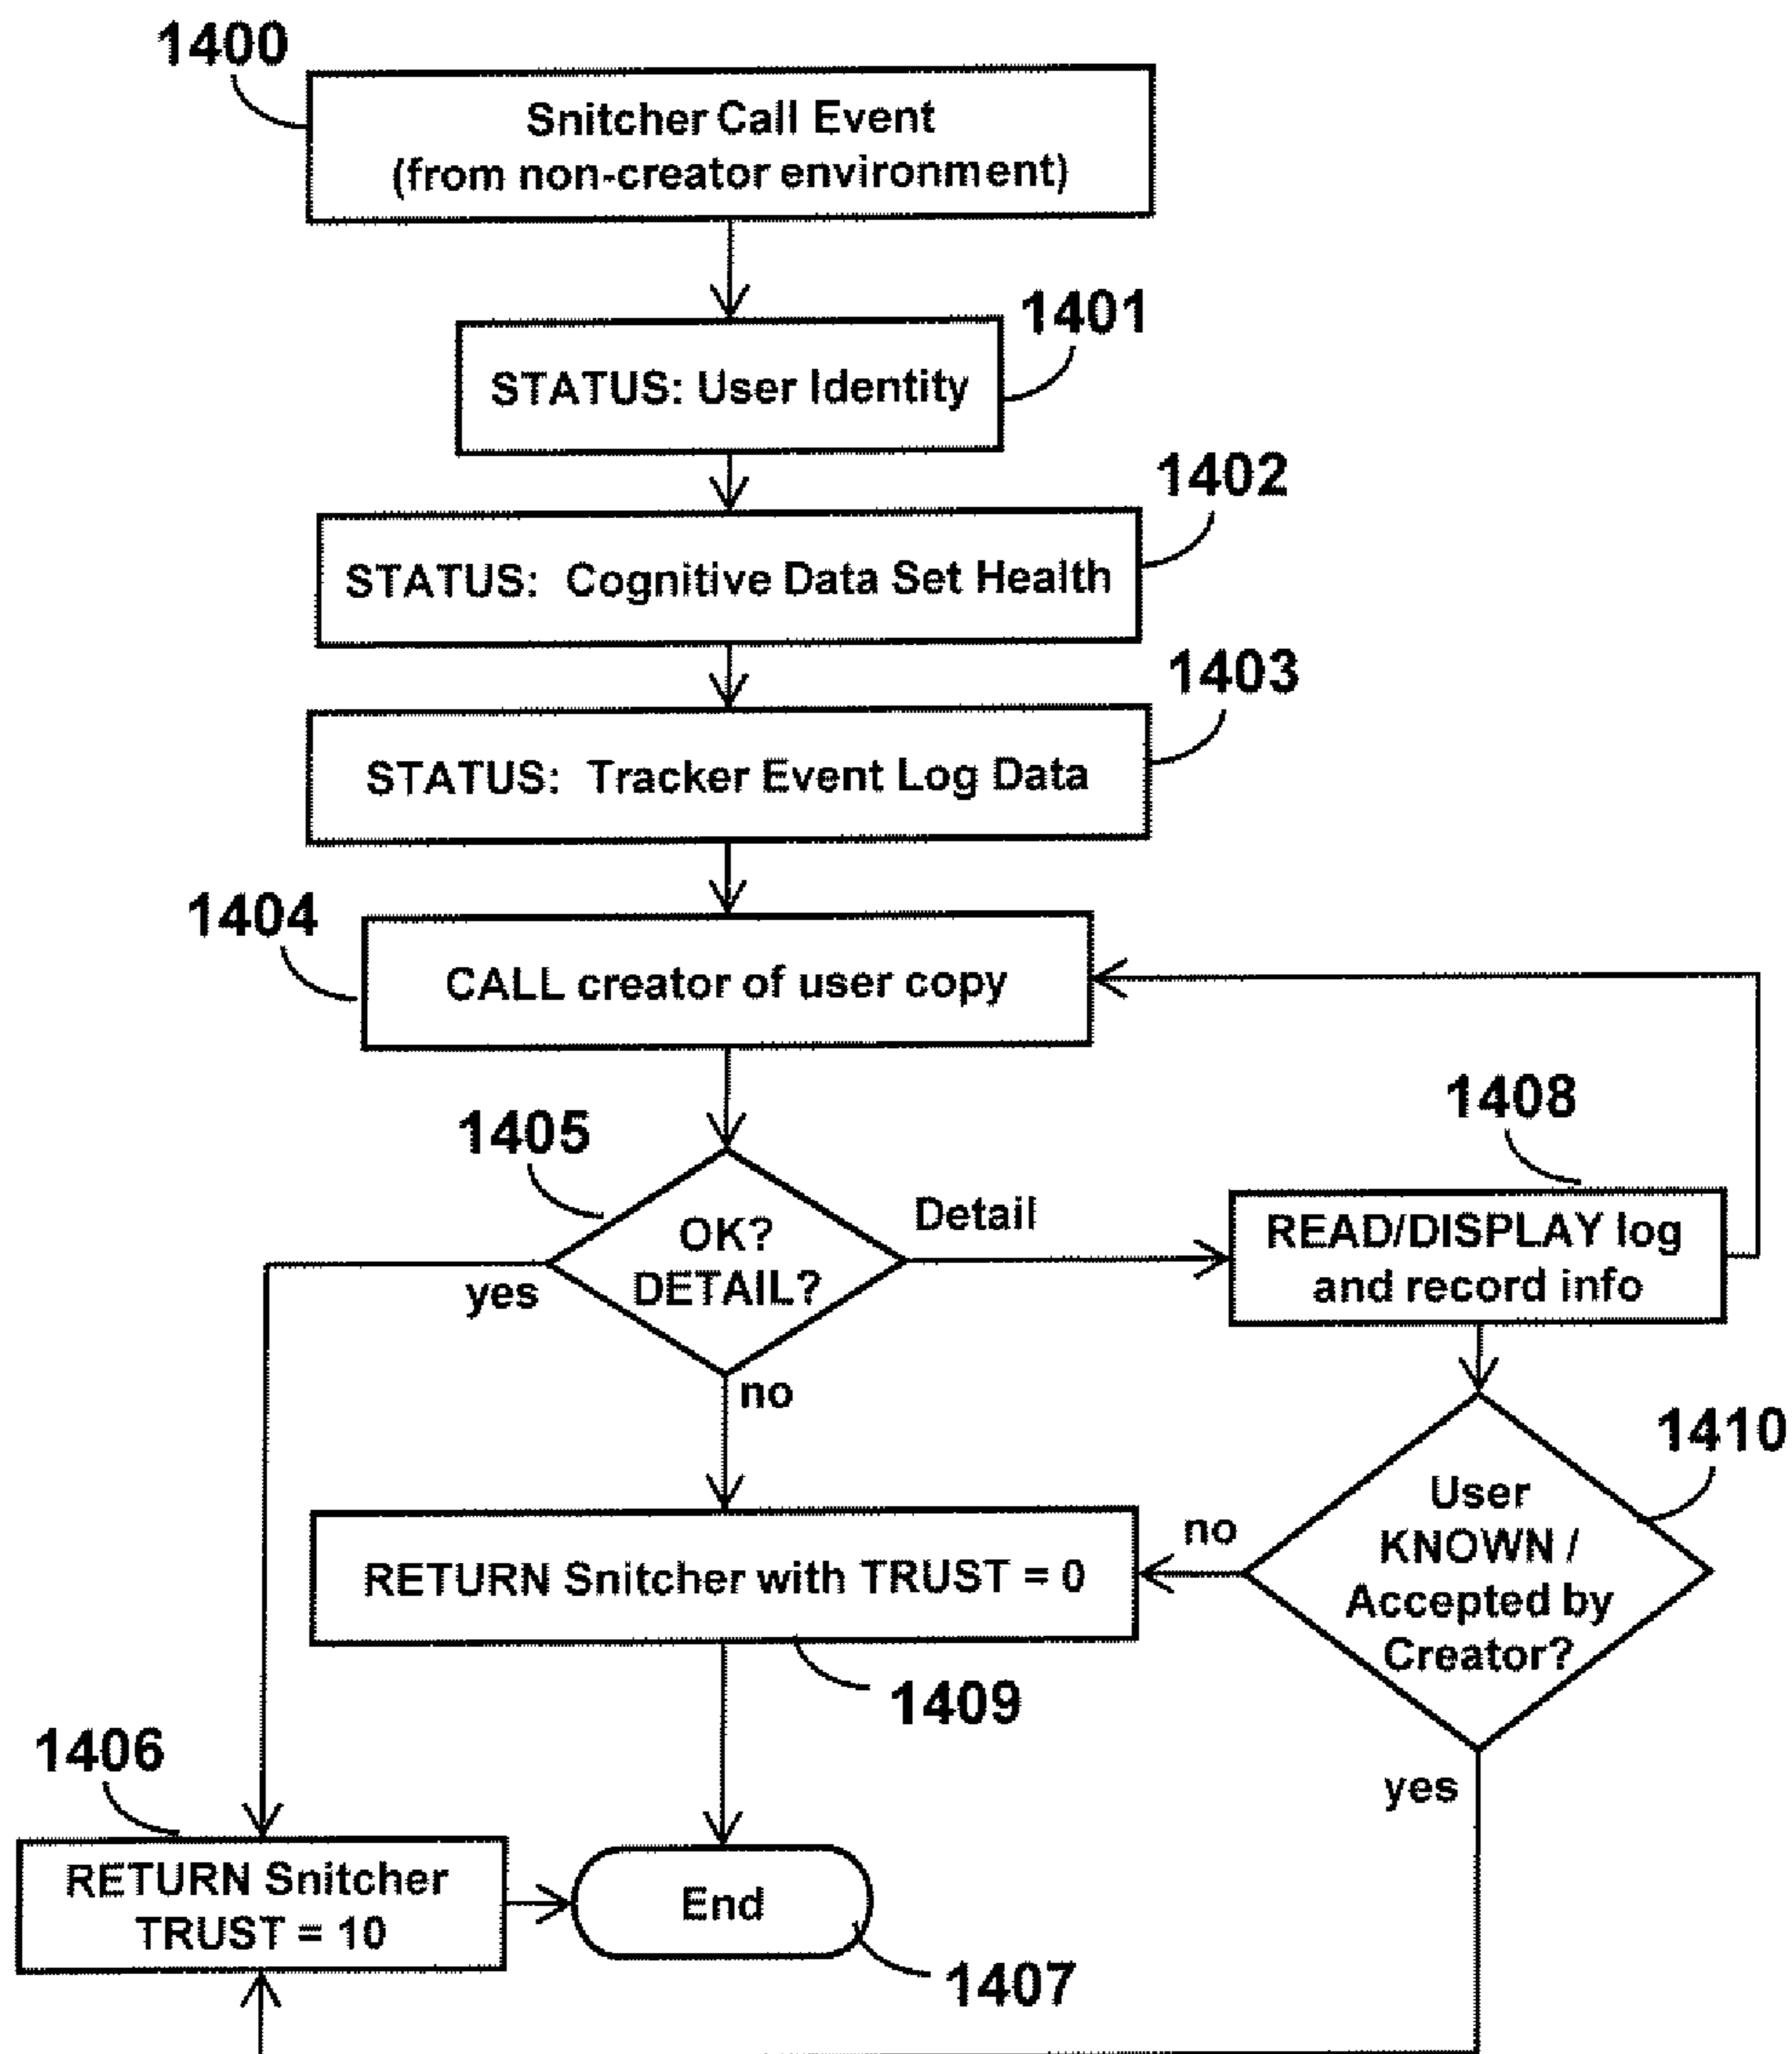 1400
Snitcher Call Event
(from non-creator environment)
1401
STATUS: User Identity
1402
STATUS: Cognitive Data Set Health
1403
STATUS: Tracker Event Log Data
1404
CALL creator of user copy
1405
OK?
DETAIL?
yes
Detail
no
1408
READ/DISPLAY log
and record info
1410
User
KNOWN /
Accepted by
Creator?
no
yes
RETURN Snitcher with TRUST = 0
1409
1406
RETURN Snitcher
TRUST = 10
End
1407